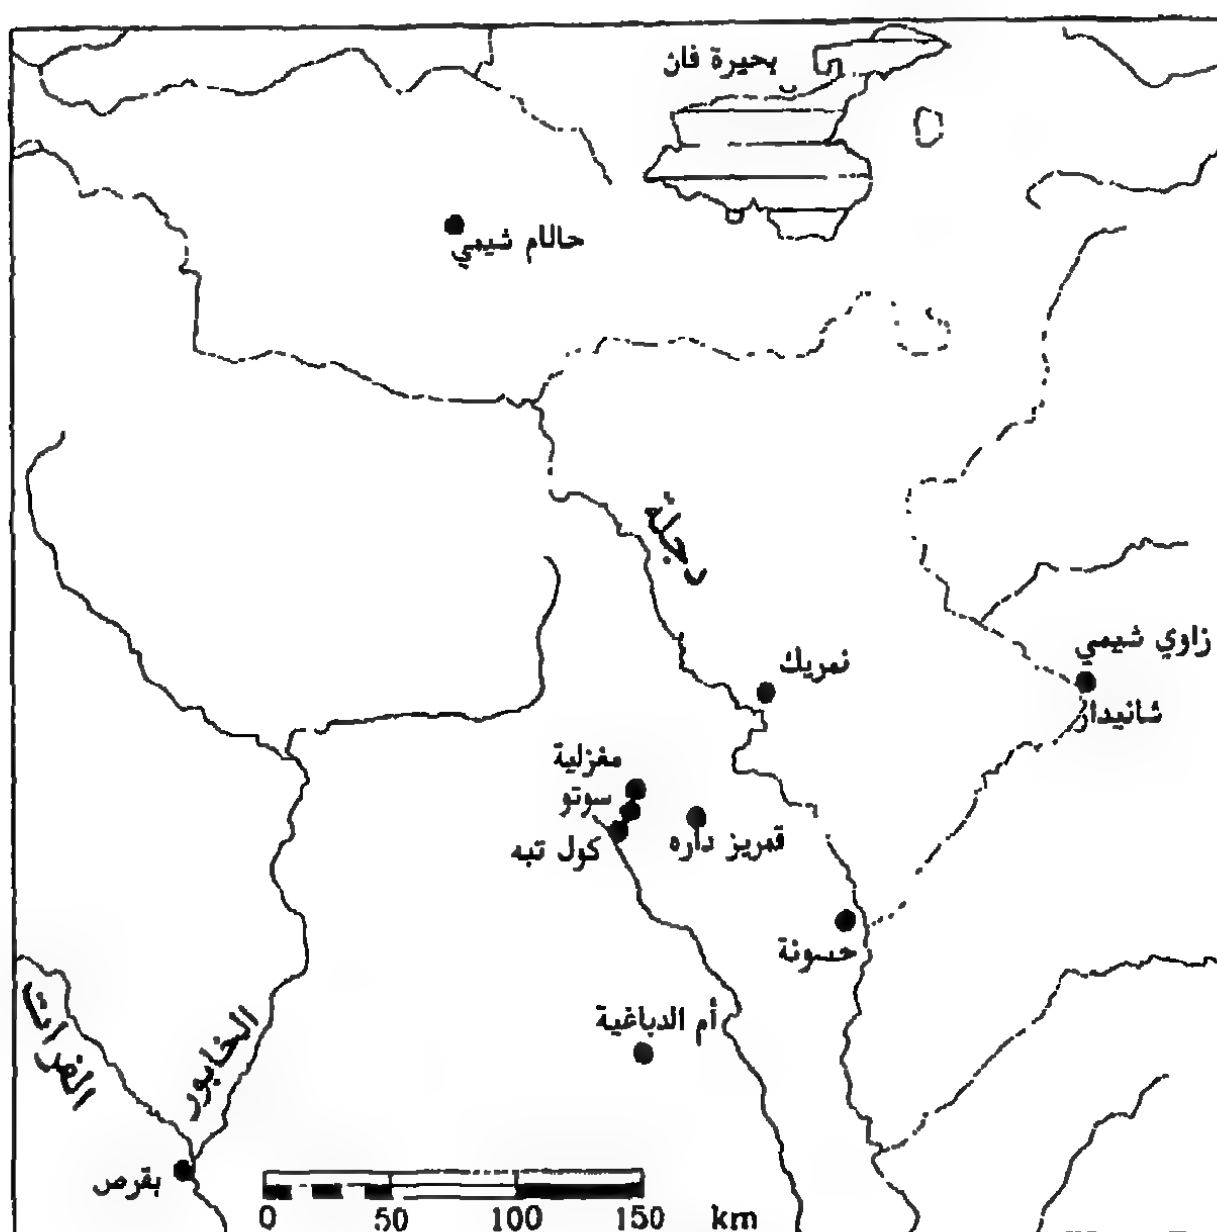 بحيرة فان
حالام شيمي
دجلة
زاوي شيمي
شانيدار
نمريك
مغزلية
سوتو
كول تبه
قمريز داره
حسونة
أم الدباغية
الخابور
الفرات
بقرص
0 50 100 150 km